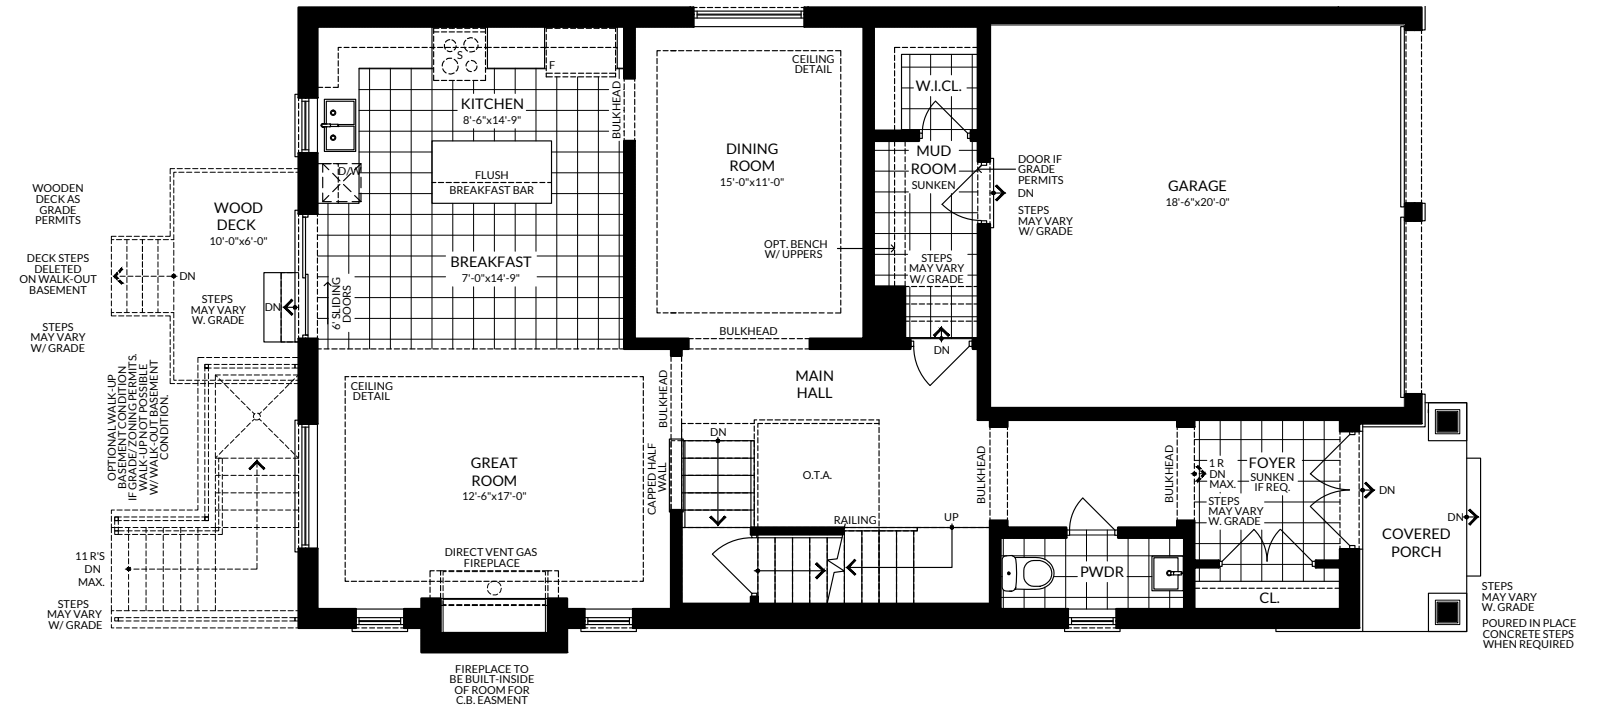 WOODEN
DECK AS
GRADE
PERMITS
DECK STEPS
DELETED
ON WALK-OUT
BASEMENT
STEPS
MAY VARY
W/ GRADE
WOOD
DECK
10'-0"x6'-0"
DN
STEPS
MAY VARY
W. GRADE
DN
6' SLIDING
DOORS
OPTIONAL WALK-UP
BASEMENT CONDITION
IF GRADE/ZONING PERMITS.
WALK-UP NOT POSSIBLE
W/ WALK-OUT BASEMENT
CONDITION.
11 R'S
DN
MAX.
STEPS
MAY VARY
W/ GRADE
S
F
D/W
KITCHEN
8'-6"x14'-9"
FLUSH
BREAKFAST BAR
BREAKFAST
7'-0"x14'-9"
BULKHEAD
CEILING
DETAIL
DINING
ROOM
15'-0"x11'-0"
BULKHEAD
W.I.CL.
MUD
ROOM
SUNKEN
OPT. BENCH
W/ UPPERS
STEPS
MAY VARY
W/ GRADE
DN
DOOR IF
GRADE
PERMITS
DN
STEPS
MAY VARY
W/ GRADE
GARAGE
18'-6"x20'-0"
CEILING
DETAIL
GREAT
ROOM
12'-6"x17'-0"
BULKHEAD
CAPPED HALF
WALL
DIRECT VENT GAS
FIREPLACE
FIREPLACE TO
BE BUILT-INSIDE
OF ROOM FOR
C.B. EASMENT
MAIN
HALL
DN
O.T.A.
RAILING
UP
BULKHEAD
BULKHEAD
PWDR
1 R
DN
MAX.
STEPS
MAY VARY
W. GRADE
FOYER
SUNKEN
IF REQ.
CL.
DN
COVERED
PORCH
DN
STEPS
MAY VARY
W. GRADE
POURED IN PLACE
CONCRETE STEPS
WHEN REQUIRED